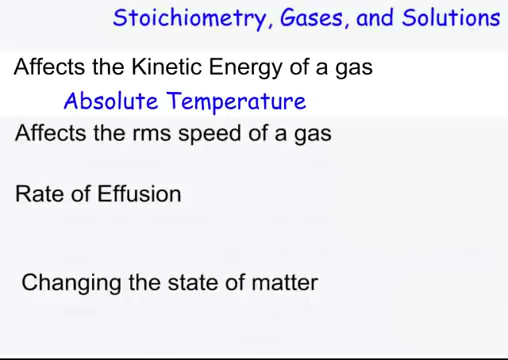 Stoichiometry, Gases, and Solutions
Affects the Kinetic Energy of a gas
Absolute Temperature
Affects the rms speed of a gas
Rate of Effusion
Changing the state of matter